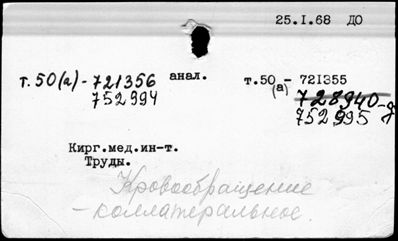 25.I.68 ДО
т.50(а)-721356 анал. т.50(а)- 721355
752994 728940-д
752995
Кирг.мед.ин-т.
Труды.
Кровообращение
-коллатеральное.